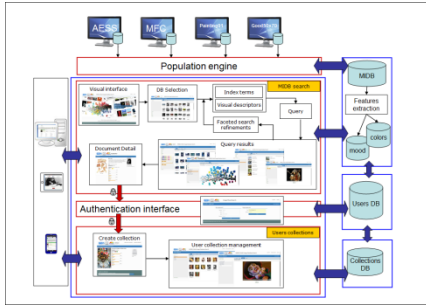 AESS
MFC
Population engine
MIDB search
Visual interface
DB Selection
Index terms
Visual descriptors
Query
Faceted search
refinements
Document Detail
Query results
MIDB
Features
extraction
mood
colors
Authentication interface
Users DB
Users collections
Create collection
User collection management
Collections
DB